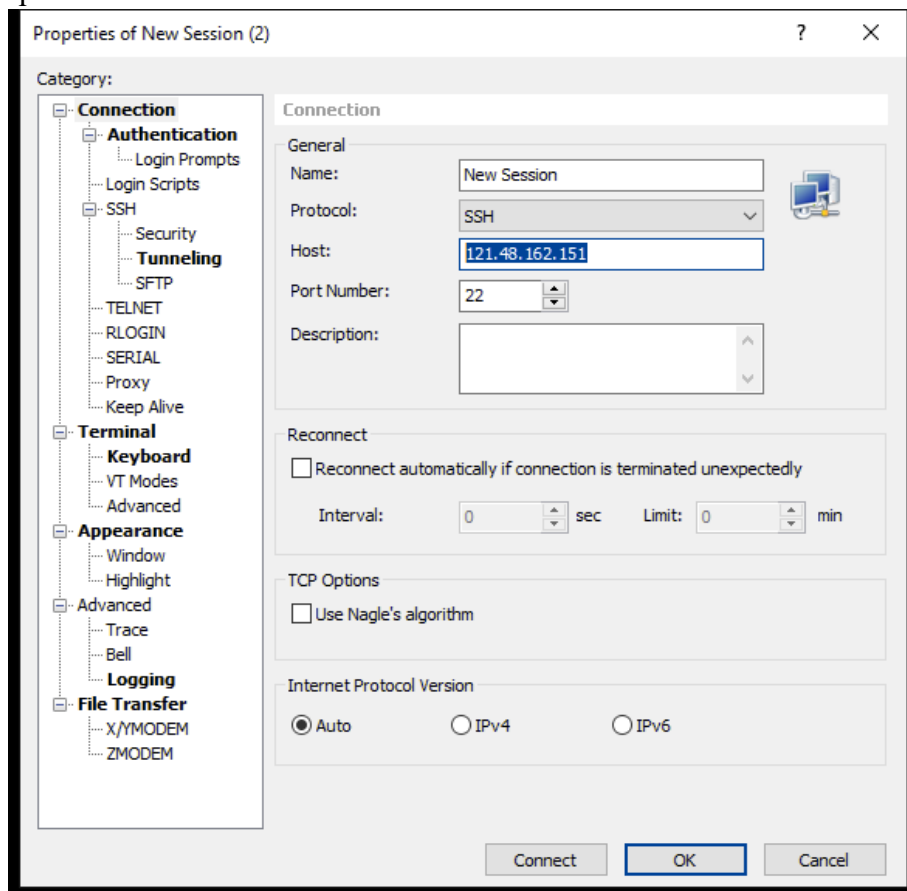 Properties of New Session (2)
?
Category:
Connection
Authentication
Login Prompts
Login Scripts
SSH
Security
Tunneling
SFTP
TELNET
RLOGIN
SERIAL
Proxy
Keep Alive
Terminal
Keyboard
VT Modes
Advanced
Appearance
Window
Highlight
Advanced
Trace
Bell
Logging
File Transfer
X/YMODEM
ZMODEM
Connection
General
Name: New Session
Protocol: SSH
Host: 121.48.162.151
Port Number: 22
Description:
Reconnect
Reconnect automatically if connection is terminated unexpectedly
Interval: 0 sec Limit: 0 min
TCP Options
Use Nagle's algorithm
Internet Protocol Version
Auto IPv4 IPv6
Connect OK Cancel